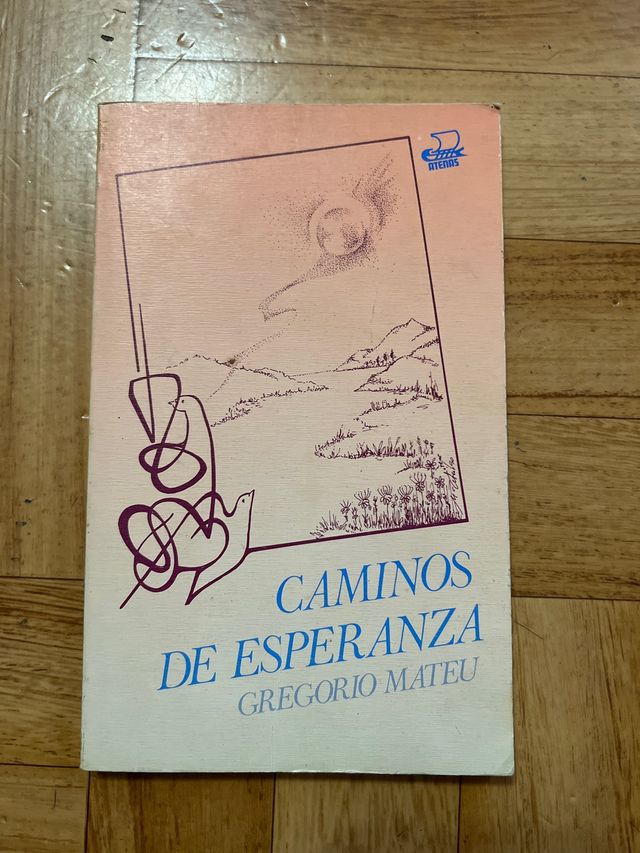 ATENAS
CAMINOS
DE ESPERANZA
GREGORIO MATEU